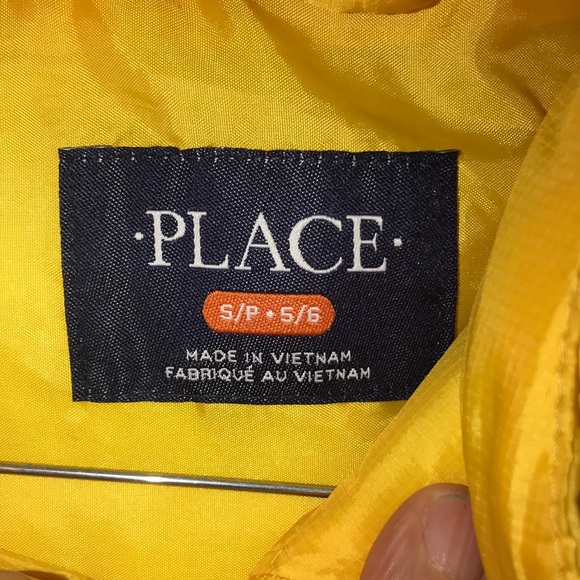 ·PLACE·
S/P • 5/6
MADE IN VIETNAM
FABRIQUÉ AU VIETNAM